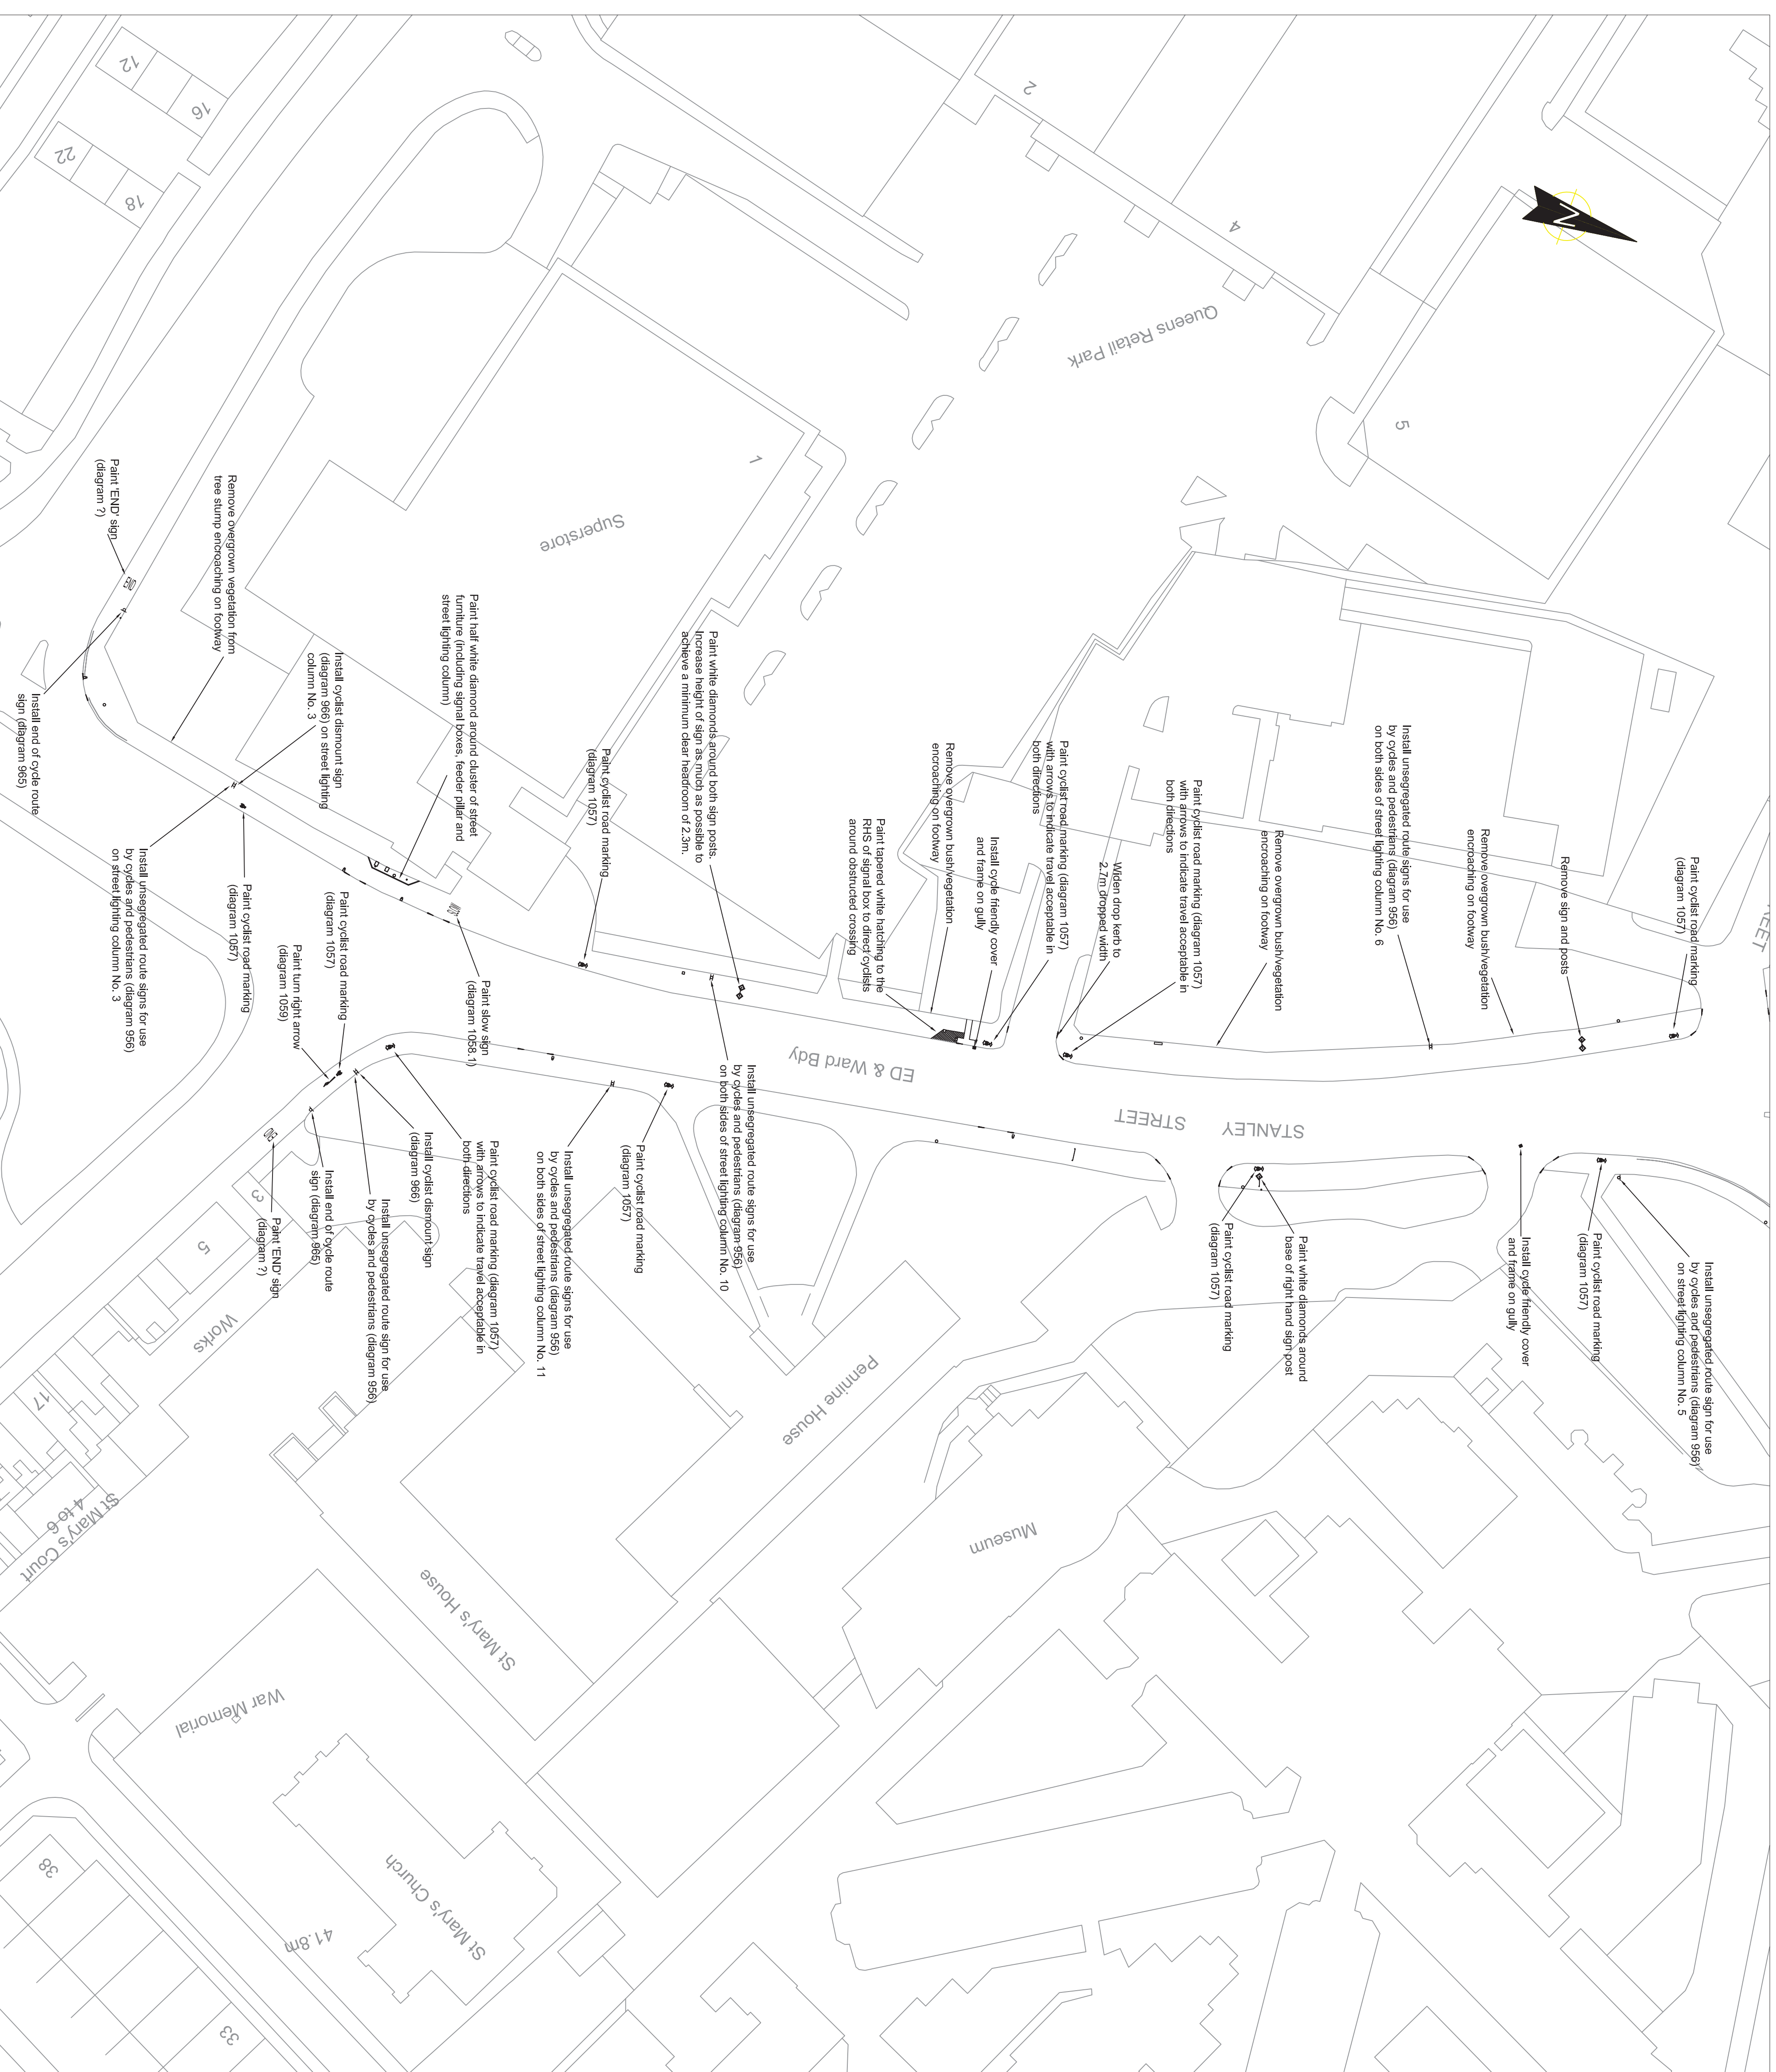 Paint cyclist road marking
(diagram 1057)
Remove sign and posts
Remove overgrown bush/vegetation
encroaching on footway
Install unsegregated route signs for use
by cycles and pedestrians (diagram 956)
on both sides of street lighting column No. 6
Remove overgrown bush/vegetation
encroaching on footway
Paint cyclist road marking (diagram 1057)
with arrows to indicate travel acceptable in
both directions
Widen drop kerb to
2.7m dropped width
Paint cyclist road marking (diagram 1057)
with arrows to indicate travel acceptable in
both directions
Install cycle friendly cover
and frame on gully
Remove overgrown bush/vegetation
encroaching on footway
Paint tapered white hatching to the
RHS of signal box to direct cyclists
around obstructed crossing
Paint white diamonds around both sign posts.
Increase height of sign as much as possible to
achieve a minimum clear headroom of 2.3m.
Paint cyclist road marking
(diagram 1057)
Paint half white diamond around cluster of street
furniture (including signal boxes, feeder pillar and
street lighting column)
Install cyclist dismount sign
(diagram 966) on street lighting
column No. 3
Remove overgrown vegetation from
tree stump encroaching on footway
Paint 'END' sign
(diagram ?)
Install end of cycle route
sign (diagram 965)
Install unsegregated route sign for use
by cycles and pedestrians (diagram 956)
on street lighting column No. 5
Paint cyclist road marking
(diagram 1057)
Install cycle friendly cover
and frame on gully
Paint white diamonds around
base of right hand sign post
Paint cyclist road marking
(diagram 1057)
Install unsegregated route signs for use
by cycles and pedestrians (diagram 956)
on both sides of street lighting column No. 10
Paint cyclist road marking
(diagram 1057)
Install unsegregated route signs for use
by cycles and pedestrians (diagram 956)
on both sides of street lighting column No. 11
Paint cyclist road marking (diagram 1057)
with arrows to indicate travel acceptable in
both directions
Paint slow sign
(diagram 1058.1)
Install cyclist dismount sign
(diagram 966)
Install unsegregated route sign for use
by cycles and pedestrians (diagram 956)
Paint cyclist road marking
(diagram 1057)
Install end of cycle route
sign (diagram 965)
Paint turn right arrow
(diagram 1059)
Paint 'END' sign
(diagram ?)
Paint cyclist road marking
(diagram 1057)
Install unsegregated route signs for use
by cycles and pedestrians (diagram 956)
on street lighting column No. 3
END
END
SLOW
N
Queens Retail Park
Superstore
1
2
4
5
12
16
22
18
ED & Ward Bdy
STANLEY STREET
Pennine House
Museum
St Mary's House
Works
3
5
17
St Mary's Court
4 to 6
War Memorial
St Mary's Church
41.8m
38
33